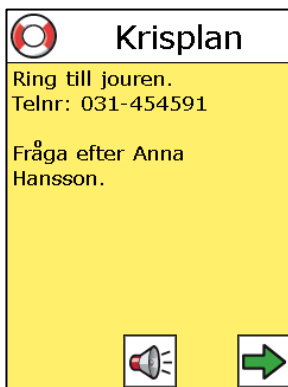 Krisplan
Ring till jouren.
Telnr: 031-454591
Fråga efter Anna
Hansson.